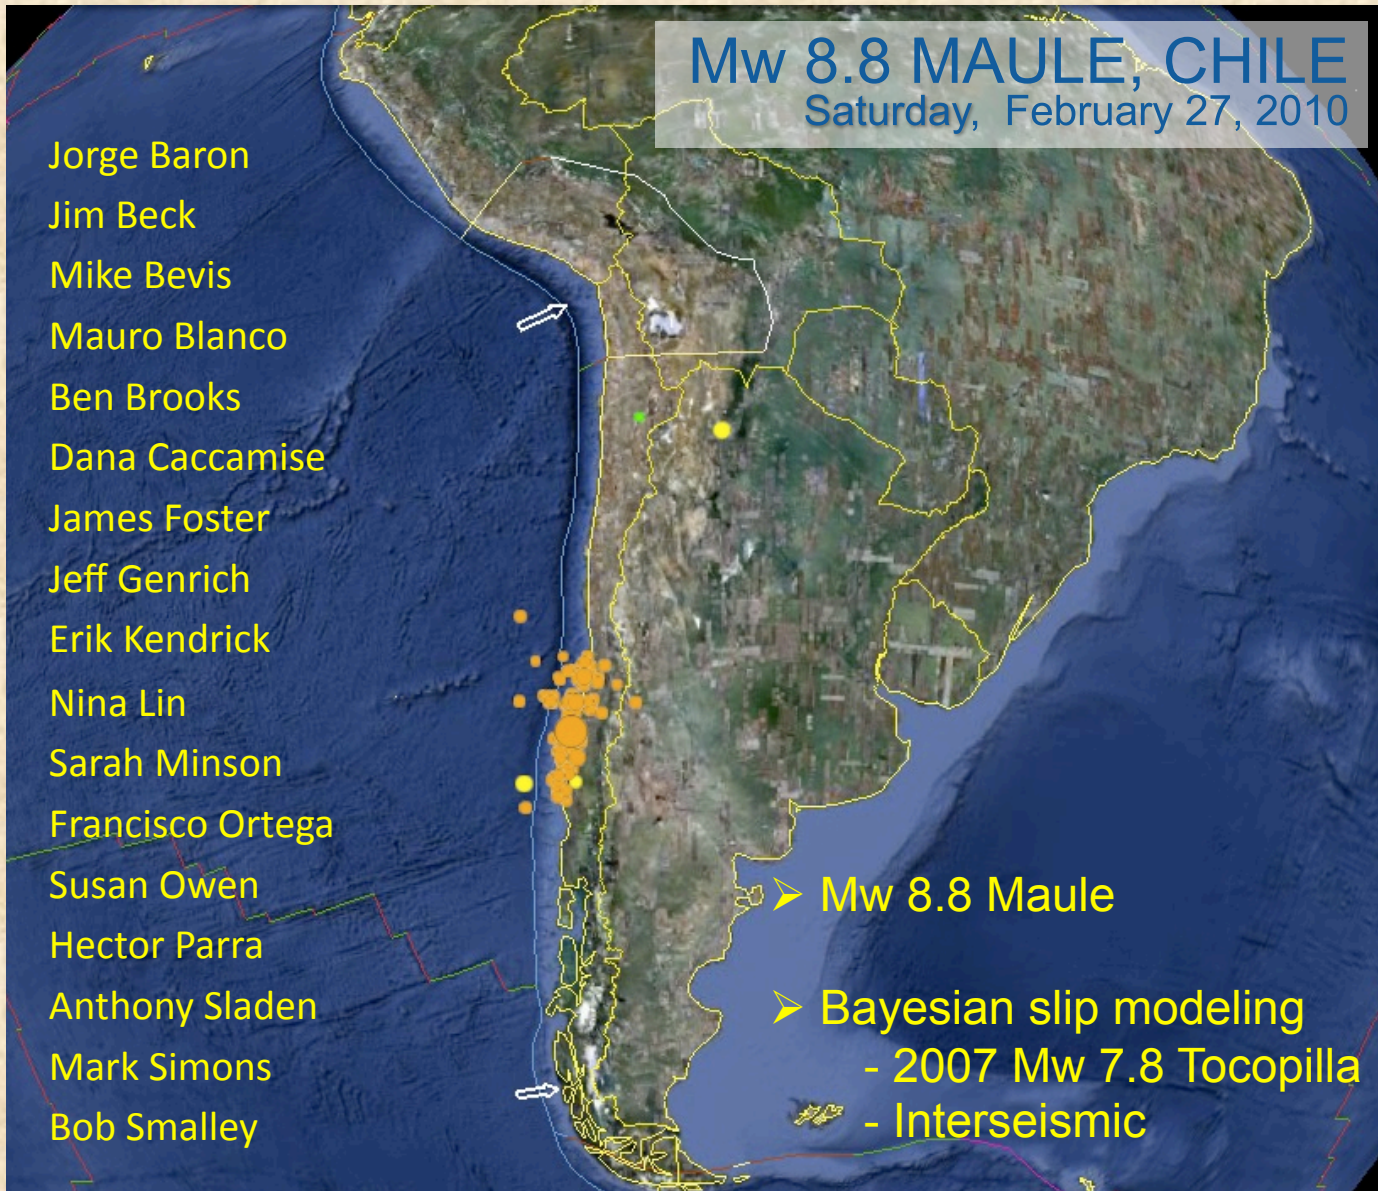 Mw 8.8 MAULE, CHILE
Saturday, February 27, 2010
Jorge Baron
Jim Beck
Mike Bevis
Mauro Blanco
Ben Brooks
Dana Caccamise
James Foster
Jeff Genrich
Erik Kendrick
Nina Lin
Sarah Minson
Francisco Ortega
Susan Owen
Hector Parra
Anthony Sladen
Mark Simons
Bob Smalley
➢ Mw 8.8 Maule
➢ Bayesian slip modeling
- 2007 Mw 7.8 Tocopilla
- Interseismic